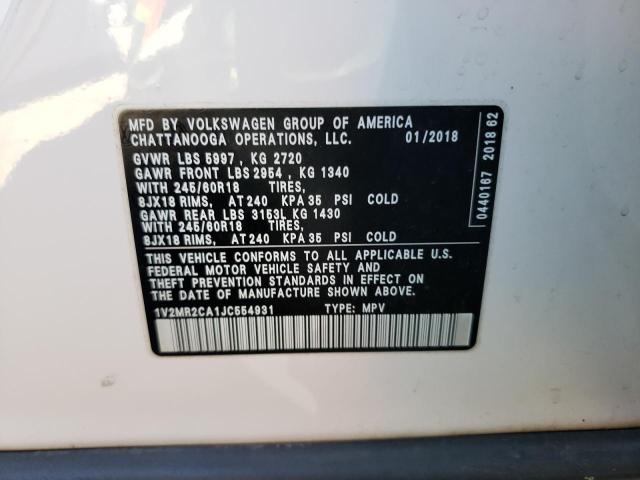 MFD BY VOLKSWAGEN GROUP OF AMERICA
CHATTANOOGA OPERATIONS, LLC. 01/2018
GVWR LBS 5997, KG 2720
GAWR FRONT LBS 2954, KG 1340
WITH 245/60R18 TIRES,
8JX18 RIMS, AT 240 KPA 35 PSI COLD
GAWR REAR LBS 3153L KG 1430
WITH 245/60R18 TIRES,
8JX18 RIMS, AT 240 KPA 35 PSI COLD
THIS VEHICLE CONFORMS TO ALL APPLICABLE U.S.
FEDERAL MOTOR VEHICLE SAFETY AND
THEFT PREVENTION STANDARDS IN EFFECT ON
THE DATE OF MANUFACTURE SHOWN ABOVE.
1V2MR2CA1JC554931 TYPE: MPV
0440167 2018 62